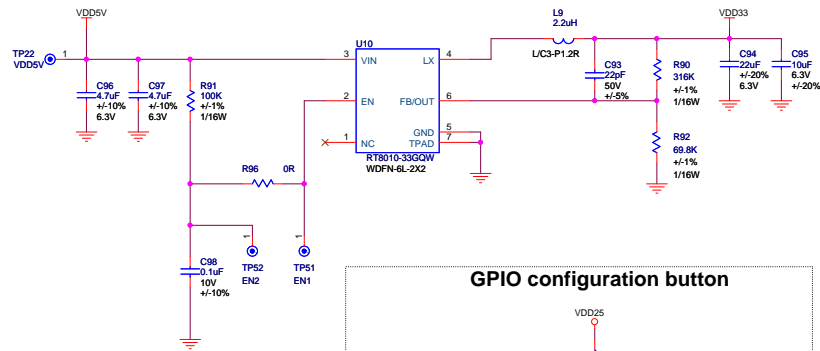 VDD5V
TP22
VDD5V
1
C96
4.7uF
+/-10%
6.3V
C97
4.7uF
+/-10%
6.3V
R91
100K
+/-1%
1/16W
U10
3
VIN
LX
4
2
EN
FB/OUT
6
1
NC
GND
5
TPAD
7
RT8010-33GQW
WDFN-6L-2X2
L9
2.2uH
L/C3-P1.2R
C93
22pF
50V
+/-5%
R90
316K
+/-1%
1/16W
VDD33
C94
22uF
+/-20%
6.3V
C95
10uF
6.3V
+/-20%
R92
69.8K
+/-1%
1/16W
R96
0R
C98
0.1uF
10V
+/-10%
1
TP52
EN2
1
TP51
EN1
GPIO configuration button
VDD25